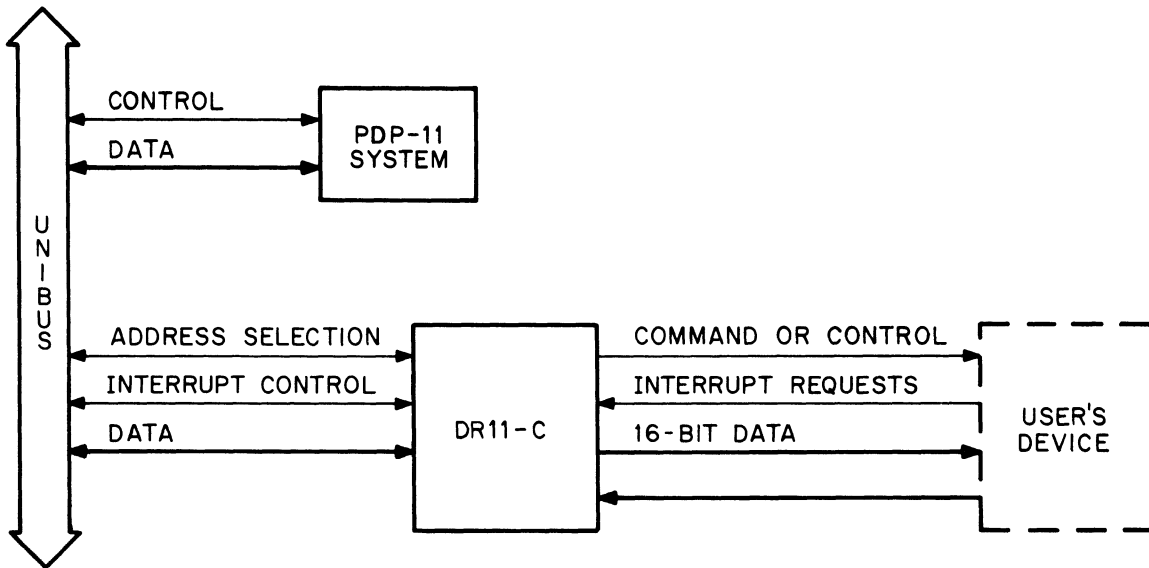 UNIBUS
CONTROL
DATA
PDP-11
SYSTEM
ADDRESS SELECTION
INTERRUPT CONTROL
DATA
DR11-C
COMMAND OR CONTROL
INTERRUPT REQUESTS
16-BIT DATA
USER'S
DEVICE